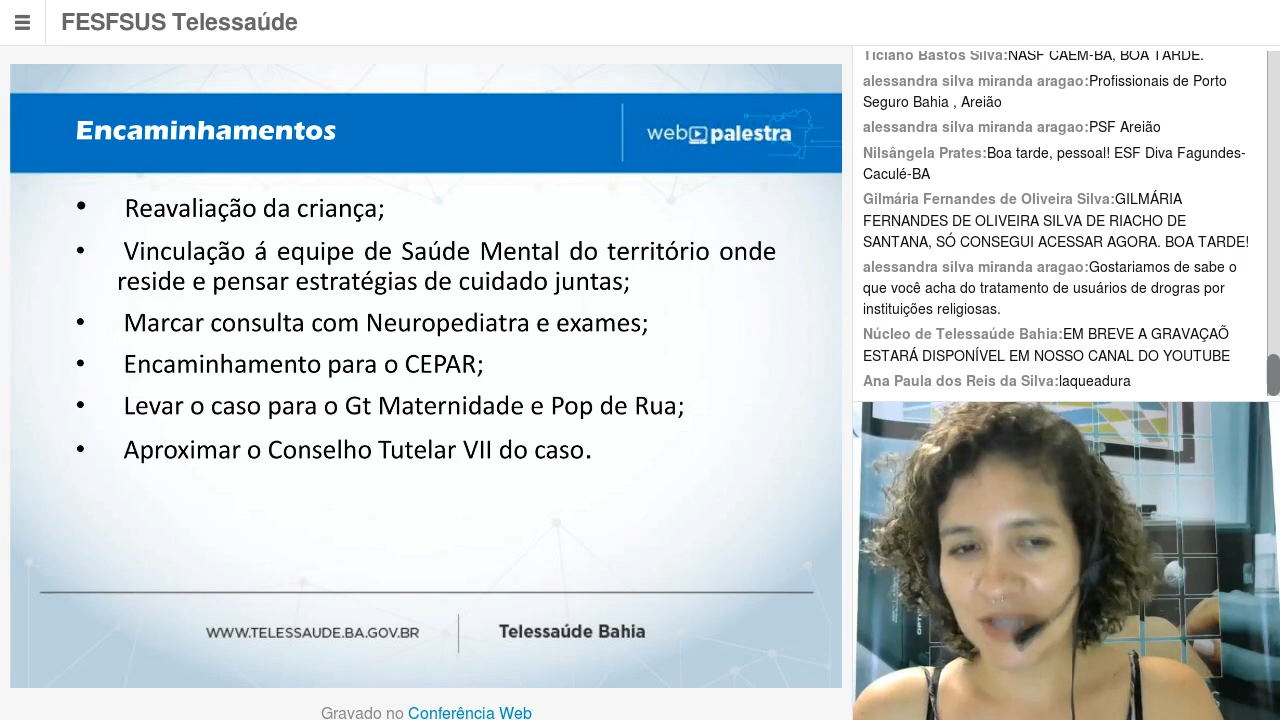 FESFSUS Telessaúde
Encaminhamentos
web palestra
• Reavaliação da criança;
• Vinculação á equipe de Saúde Mental do território onde
reside e pensar estratégias de cuidado juntas;
• Marcar consulta com Neuropediatra e exames;
• Encaminhamento para o CEPAR;
• Levar o caso para o Gt Maternidade e Pop de Rua;
• Aproximar o Conselho Tutelar VII do caso.
WWW.TELESSAUDE.BA.GOV.BR
Telessaúde Bahia
Gravado no Conferência Web
Ticiano Bastos Silva:NASF CAEM-BA, BOA TARDE.
alessandra silva miranda aragao:Profissionais de Porto
Seguro Bahia , Areião
alessandra silva miranda aragao:PSF Areião
Nilsângela Prates:Boa tarde, pessoal! ESF Diva Fagundes-
Caculé-BA
Gilmária Fernandes de Oliveira Silva:GILMÁRIA
FERNANDES DE OLIVEIRA SILVA DE RIACHO DE
SANTANA, SÓ CONSEGUI ACESSAR AGORA. BOA TARDE!
alessandra silva miranda aragao:Gostariamos de sabe o
que você acha do tratamento de usuários de drogras por
instituições religiosas.
Núcleo de Telessaúde Bahia:EM BREVE A GRAVAÇAÕ
ESTARÁ DISPONÍVEL EM NOSSO CANAL DO YOUTUBE
Ana Paula dos Reis da Silva:laqueadura